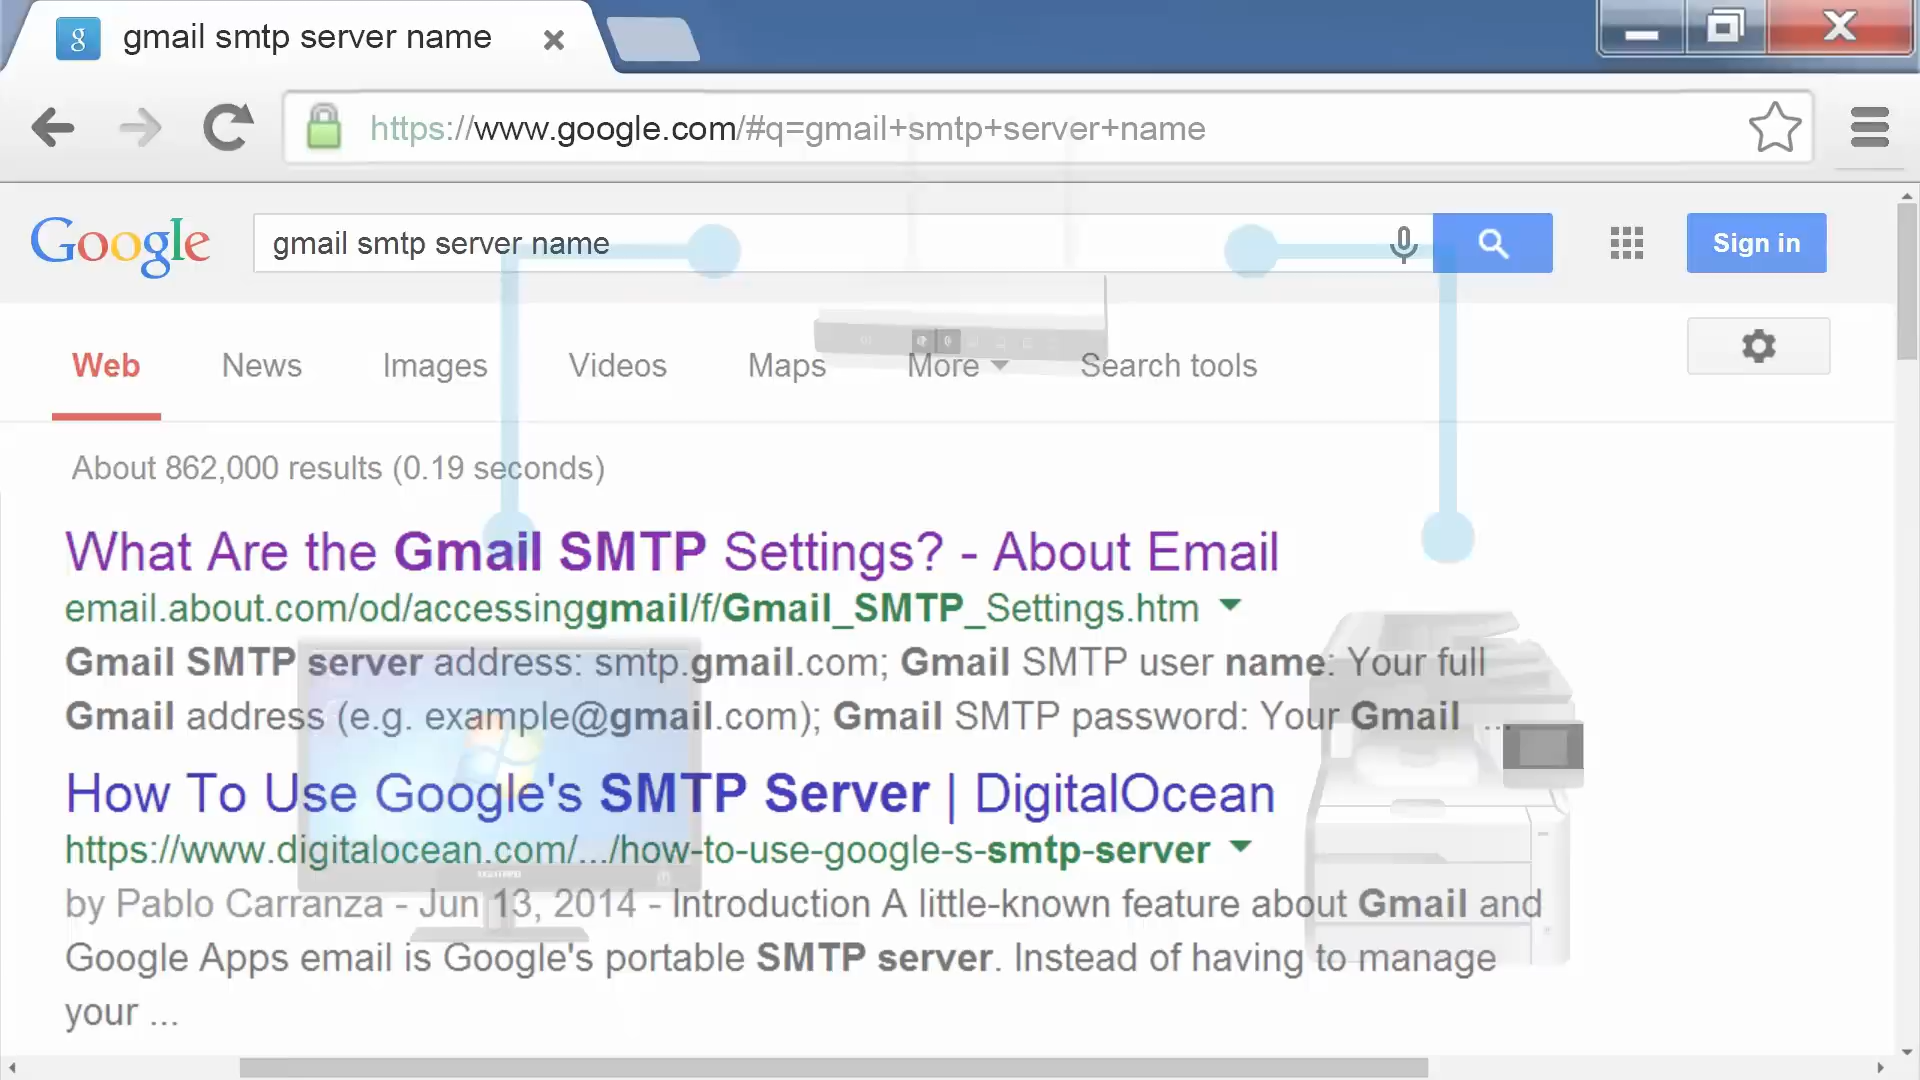 gmail smtp server name
https://www.google.com/#q=gmail+smtp+server+name
Google
gmail smtp server name
Sign in
Web News Images Videos Maps More Search tools
About 862,000 results (0.19 seconds)
What Are the Gmail SMTP Settings? - About Email
email.about.com/od/accessinggmail/f/Gmail_SMTP_Settings.htm
Gmail SMTP server address: smtp.gmail.com; Gmail SMTP user name: Your full
Gmail address (e.g. example@gmail.com); Gmail SMTP password: Your Gmail ...
How To Use Google's SMTP Server | DigitalOcean
https://www.digitalocean.com/.../how-to-use-google-s-smtp-server
by Pablo Carranza - Jun 13, 2014 - Introduction A little-known feature about Gmail and
Google Apps email is Google's portable SMTP server. Instead of having to manage
your ...